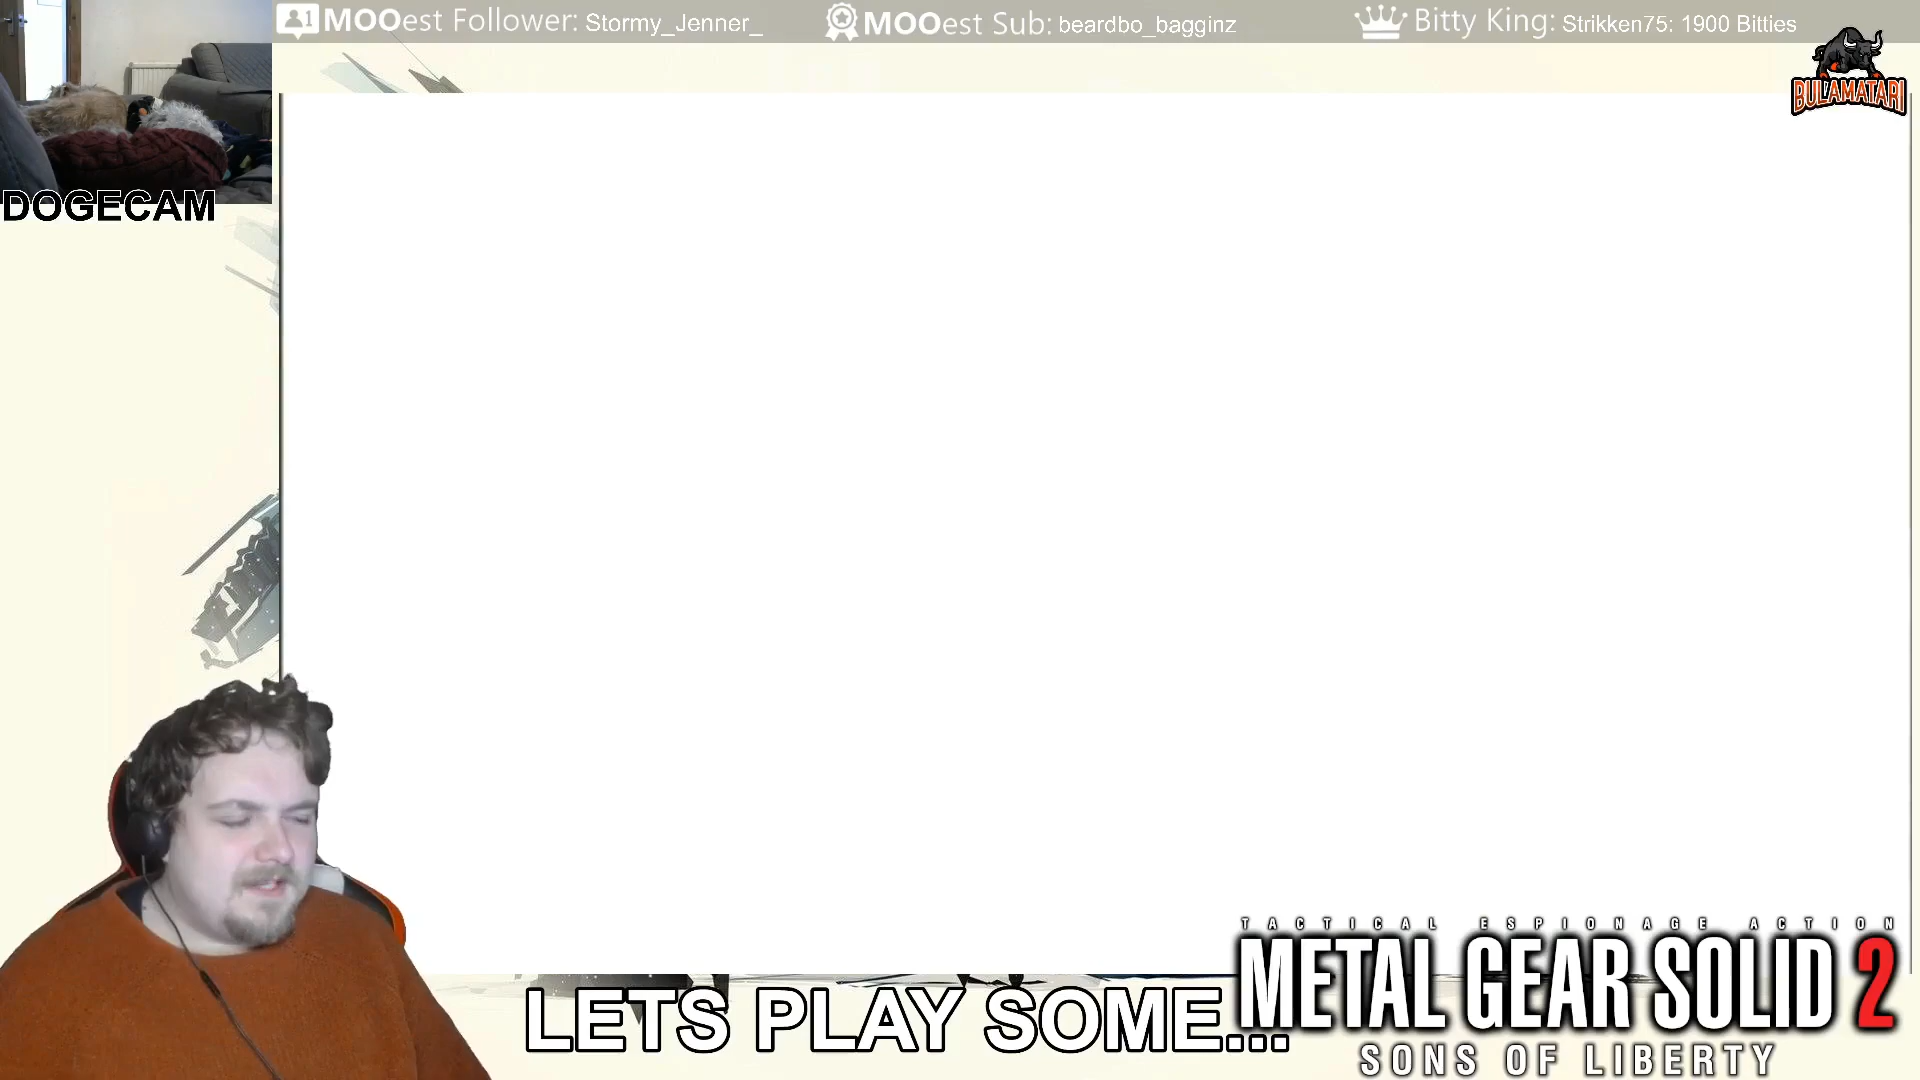 MOOest Follower: Stormy_Jenner_
MOOest Sub: beardbo_bagginz
Bitty King: Strikken75: 1900 Bitties
BULAMATARI
DOGECAM
TACTICAL ESPIONAGE ACTION
METAL GEAR SOLID 2
SONS OF LIBERTY
LETS PLAY SOME...